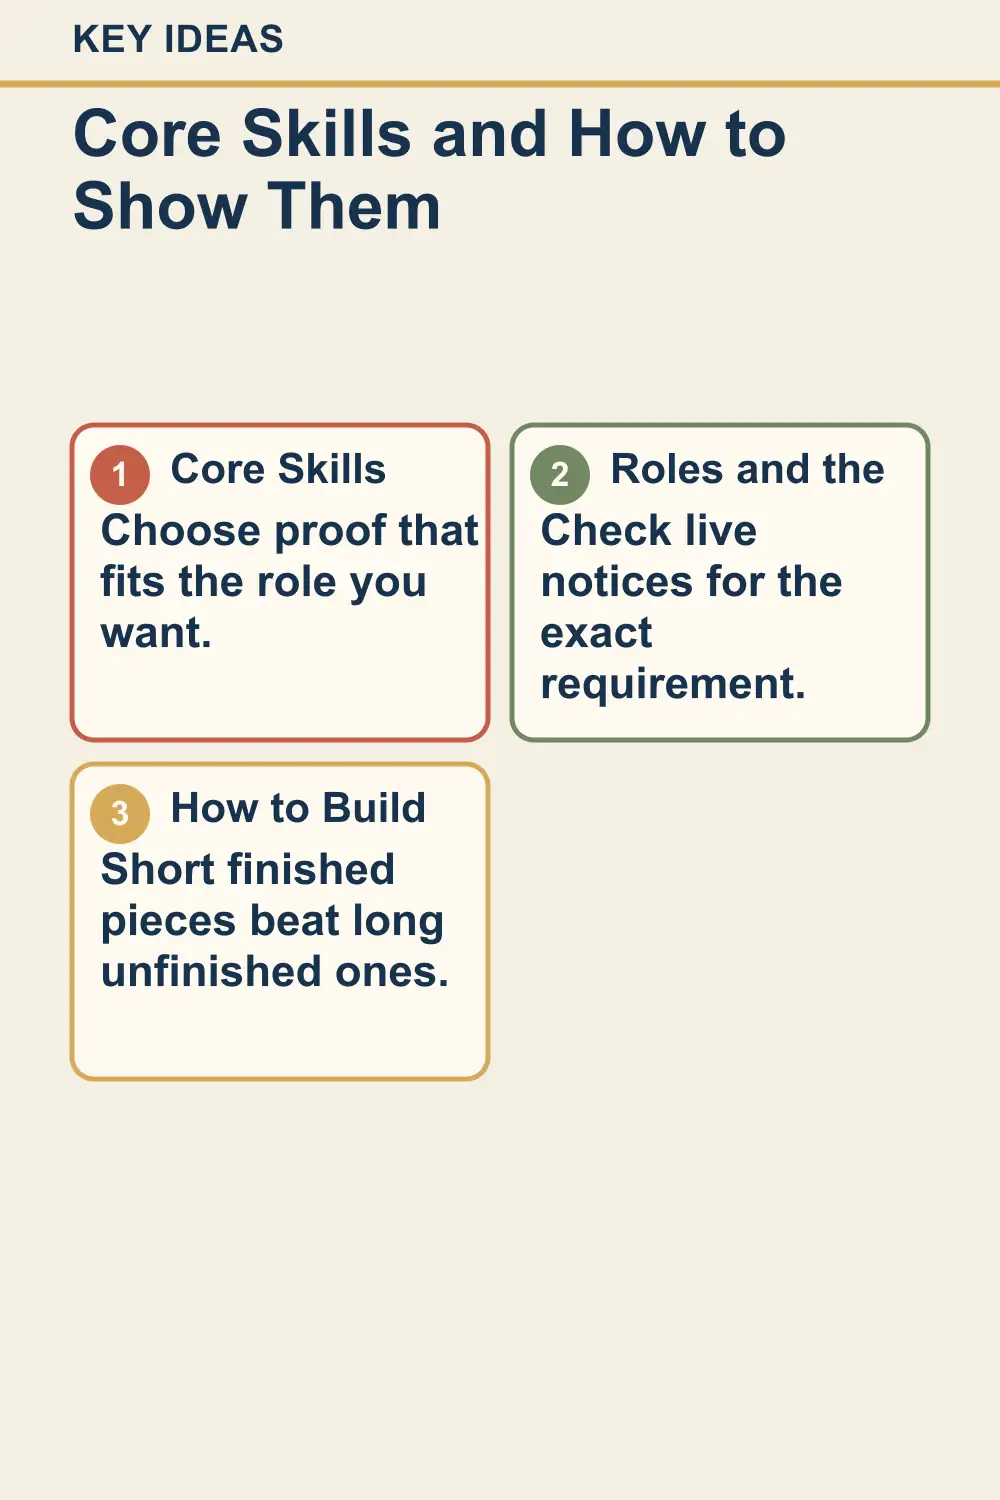 KEY IDEAS
Core Skills and How to
Show Them
1 Core Skills
Choose proof that
fits the role you
want.
2 Roles and the
Check live
notices for the
exact
requirement.
3 How to Build
Short finished
pieces beat long
unfinished ones.